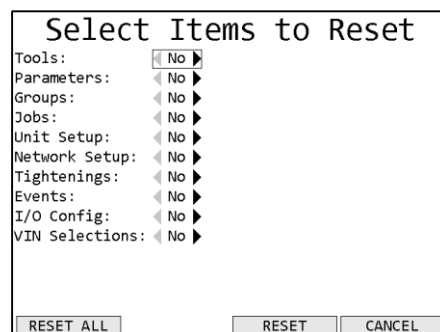 Select Items to Reset
Tools: No
Parameters: No
Groups: No
Jobs: No
Unit Setup: No
Network Setup: No
Tightenings: No
Events: No
I/O Config: No
VIN Selections: No
RESET ALL RESET CANCEL